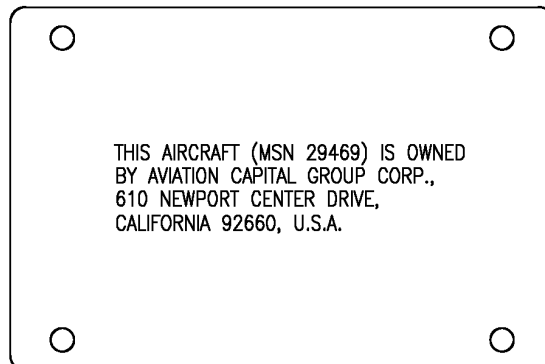 THIS AIRCRAFT (MSN 29469) IS OWNED
BY AVIATION CAPITAL GROUP CORP.,
610 NEWPORT CENTER DRIVE,
CALIFORNIA 92660, U.S.A.